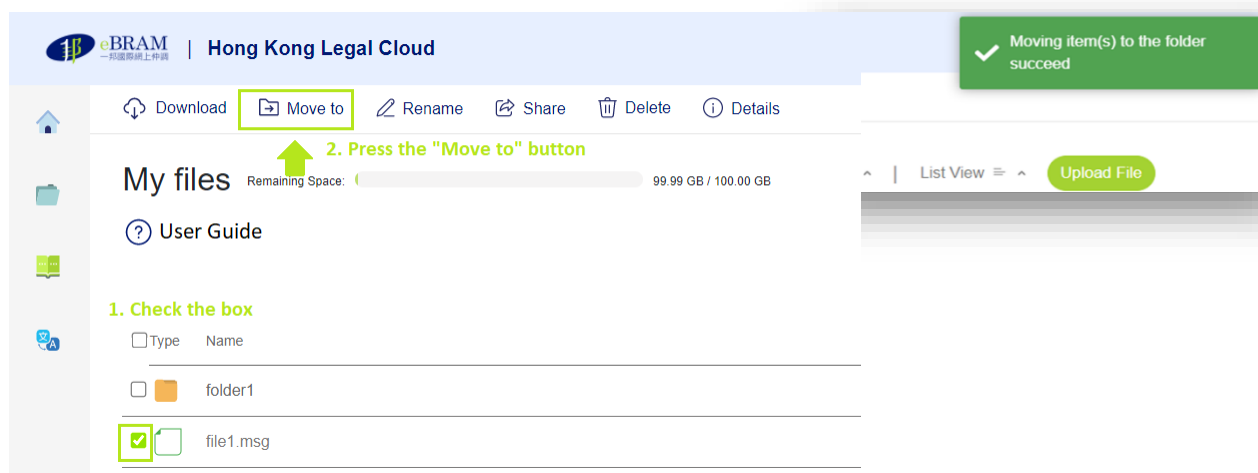 eBRAM
一邦國際網上仲調
| Hong Kong Legal Cloud
Moving item(s) to the folder
succeed
Download Move to Rename Share Delete Details
2. Press the "Move to" button
My files Remaining Space: 99.99 GB / 100.00 GB
| List View Upload File
User Guide
1. Check the box
Type Name
folder1
file1.msg